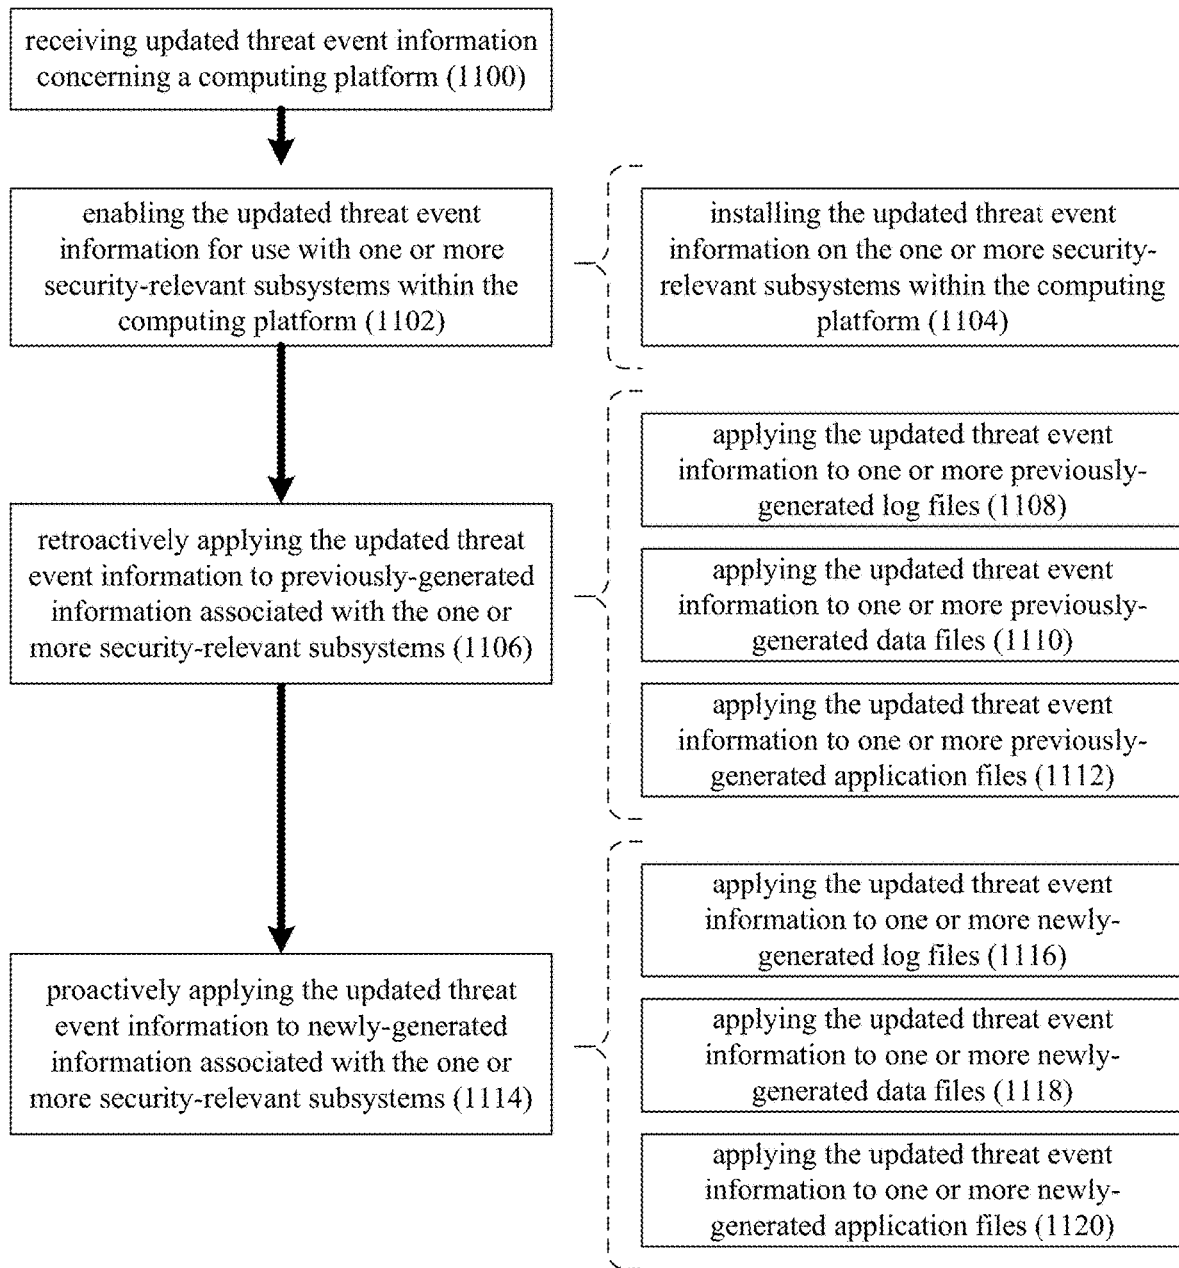 receiving updated threat event information
concerning a computing platform (1100)
enabling the updated threat event
information for use with one or more
security-relevant subsystems within the
computing platform (1102)
installing the updated threat event
information on the one or more security-
relevant subsystems within the computing
platform (1104)
retroactively applying the updated threat
event information to previously-generated
information associated with the one or
more security-relevant subsystems (1106)
applying the updated threat event
information to one or more previously-
generated log files (1108)
applying the updated threat event
information to one or more previously-
generated data files (1110)
applying the updated threat event
information to one or more previously-
generated application files (1112)
proactively applying the updated threat
event information to newly-generated
information associated with the one or
more security-relevant subsystems (1114)
applying the updated threat event
information to one or more newly-
generated log files (1116)
applying the updated threat event
information to one or more newly-
generated data files (1118)
applying the updated threat event
information to one or more newly-
generated application files (1120)